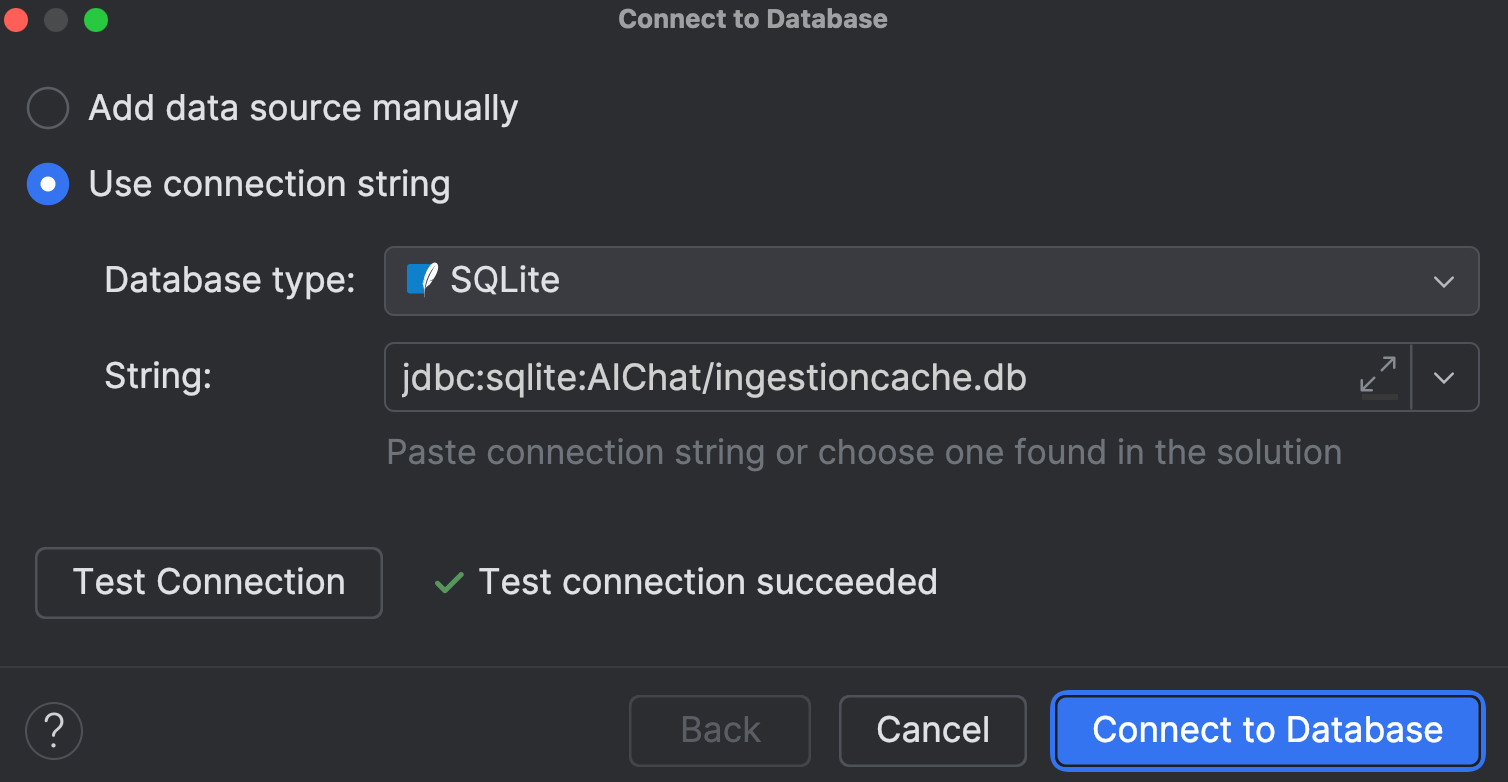 Connect to Database
Add data source manually
Use connection string
Database type: SQLite
String: jdbc:sqlite:AIChat/ingestioncache.db
Paste connection string or choose one found in the solution
Test Connection Test connection succeeded
? Back Cancel Connect to Database